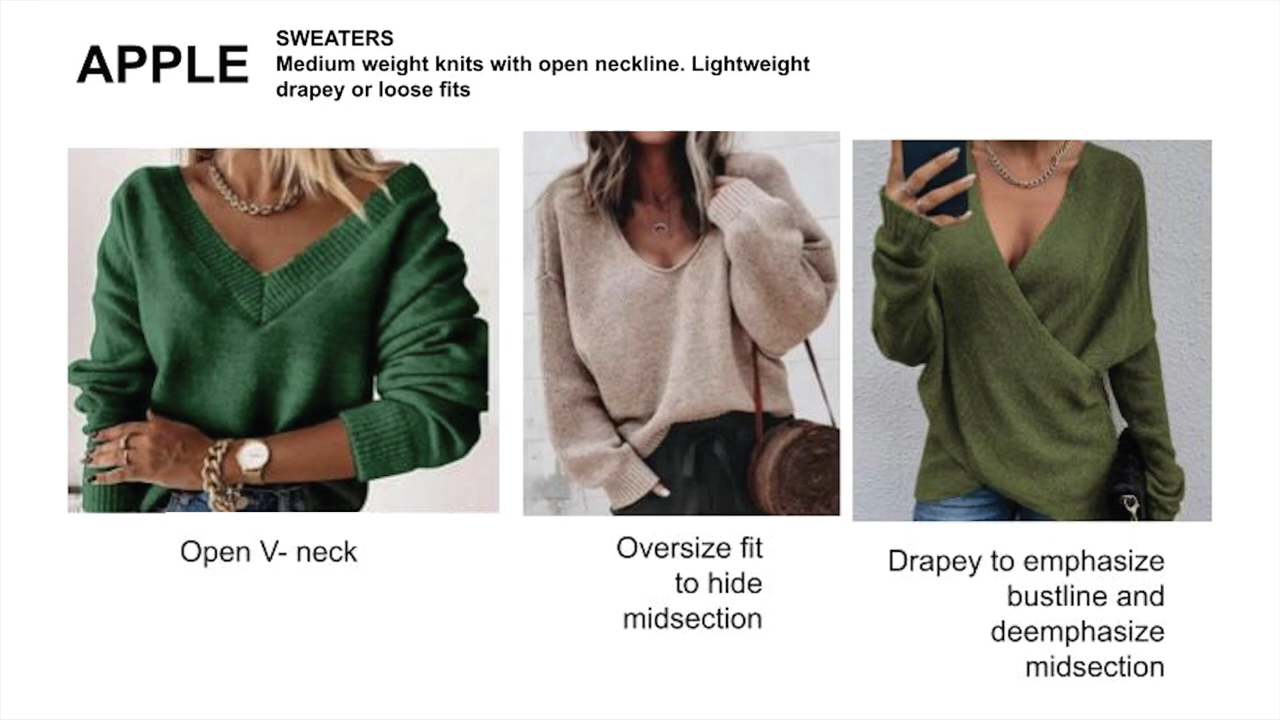 APPLE
SWEATERS
Medium weight knits with open neckline. Lightweight
drapey or loose fits
Open V- neck
Oversize fit
to hide
midsection
Drapey to emphasize
bustline and
deemphasize
midsection